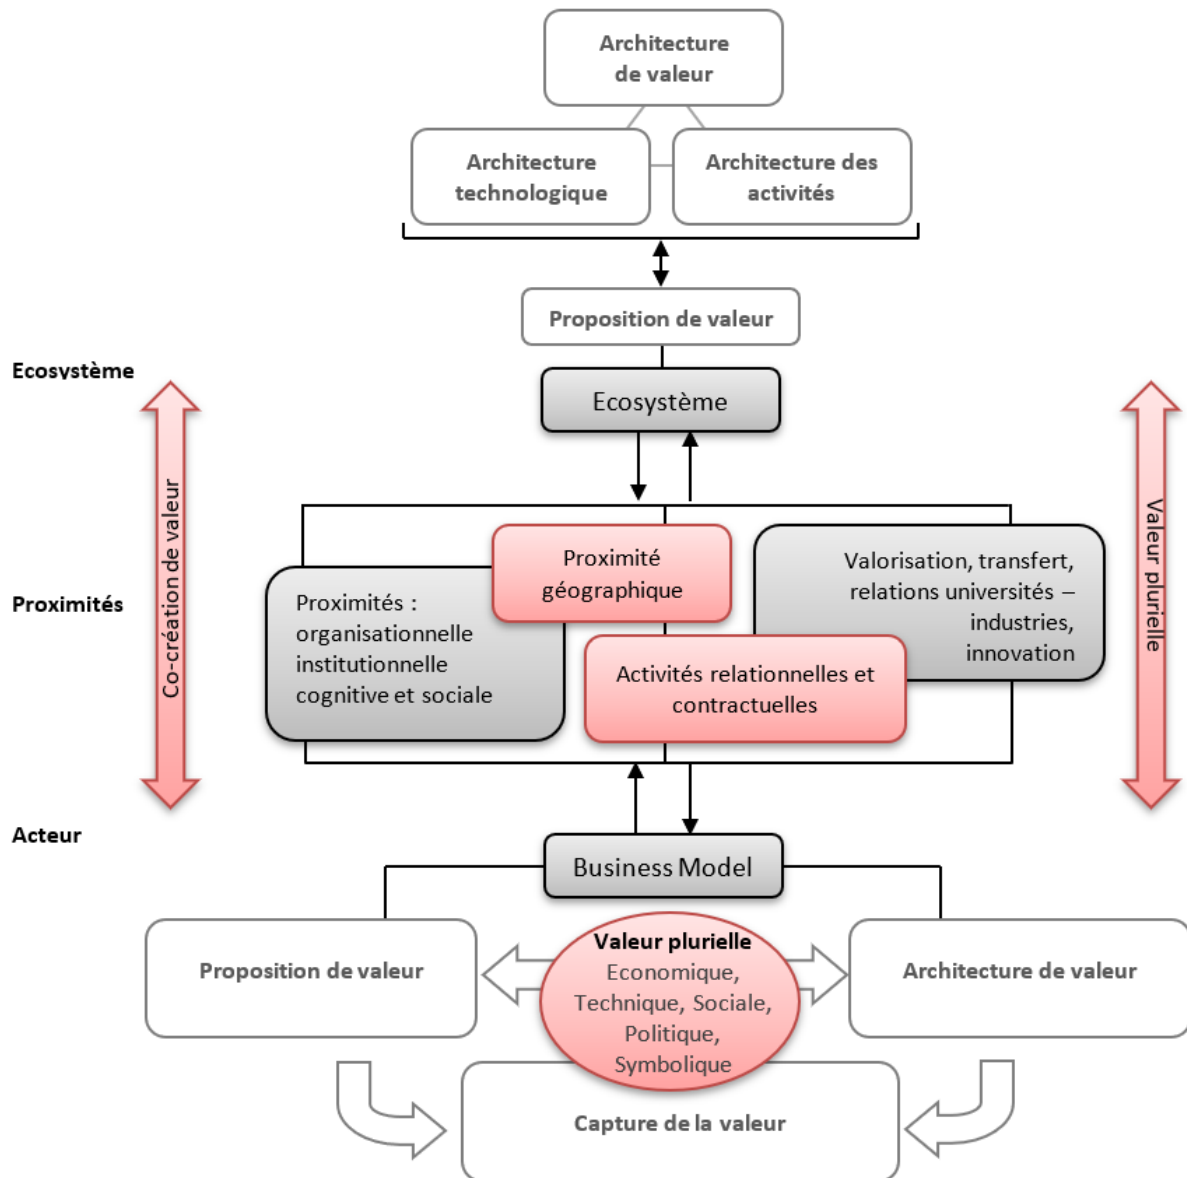 Architecture
de valeur
Architecture
technologique
Architecture des
activités
Proposition de valeur
Ecosystème
Ecosystème
Co-création de valeur
Valeur plurielle
Proximités
Proximité
géographique
Proximités :
organisationnelle
institutionnelle
cognitive et sociale
Valorisation, transfert,
relations universités –
industries,
innovation
Activités relationnelles et
contractuelles
Acteur
Business Model
Proposition de valeur
Valeur plurielle
Economique,
Technique, Sociale,
Politique,
Symbolique
Architecture de valeur
Capture de la valeur